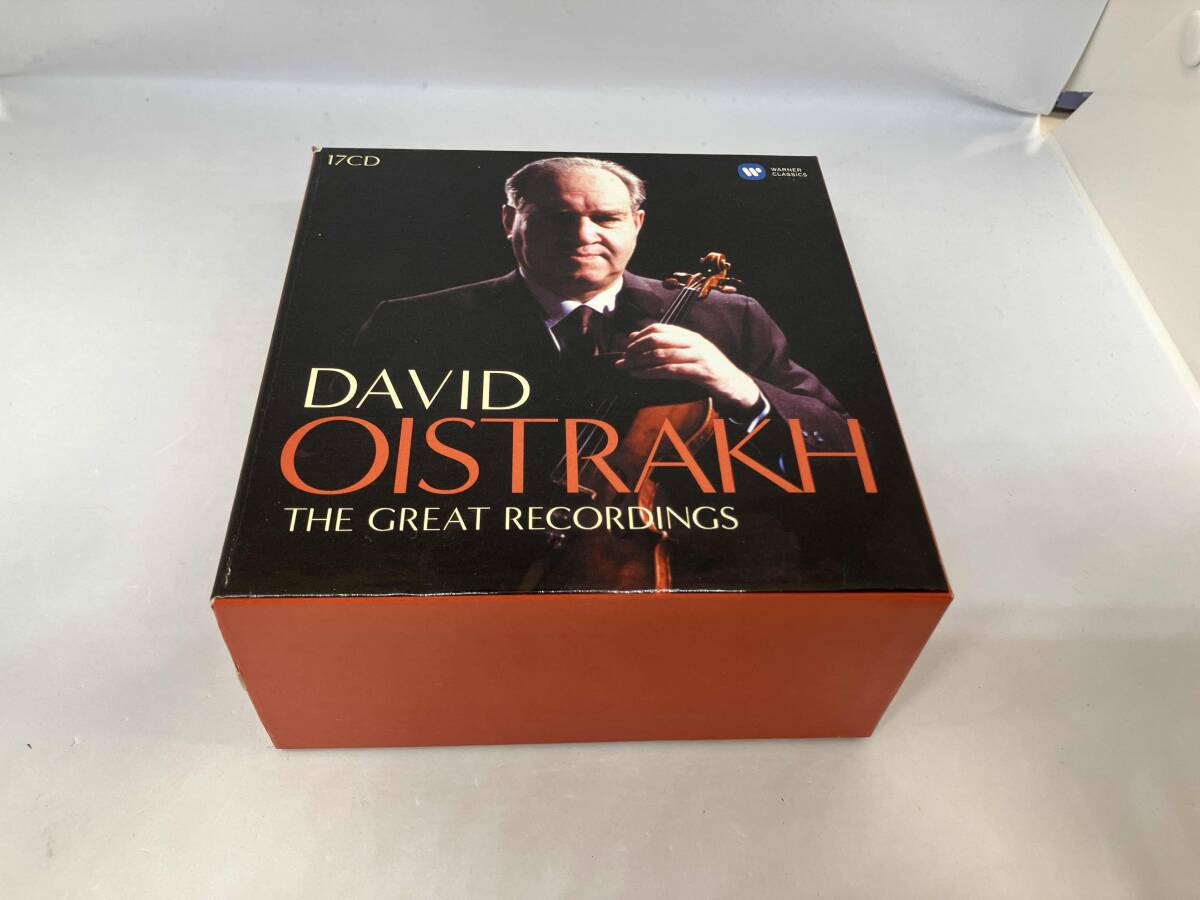 17CD
WARNER
CLASSICS
DAVID
OISTRAKH
THE GREAT RECORDINGS